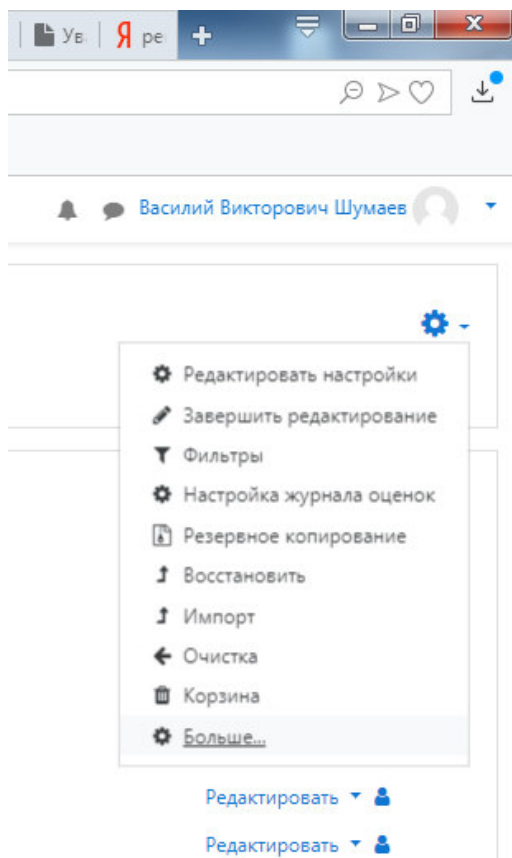 Ув Я ре
Василий Викторович Шумаев
Редактировать настройки
Завершить редактирование
Фильтры
Настройка журнала оценок
Резервное копирование
Восстановить
Импорт
Очистка
Корзина
Больше...
Редактировать
Редактировать